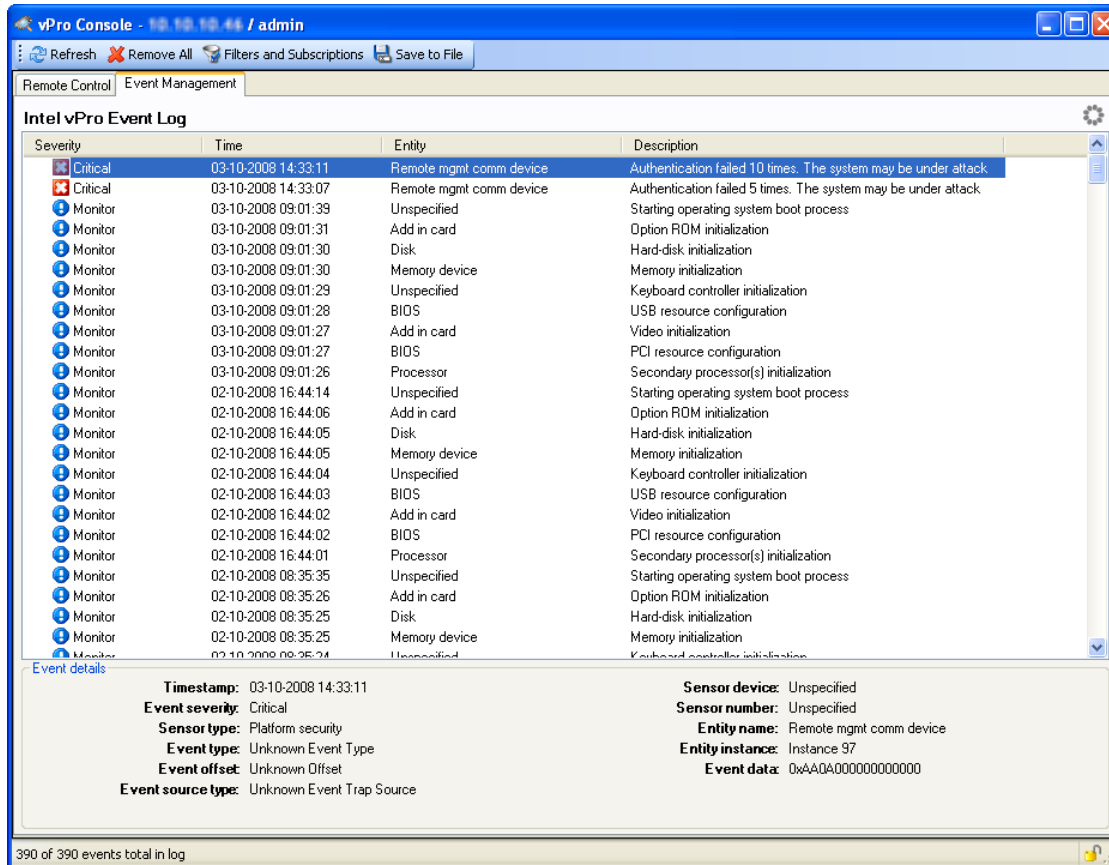 vPro Console - 10.10.10.46 / admin
Refresh Remove All Filters and Subscriptions Save to File
Remote Control Event Management
Intel vPro Event Log
Severity Time Entity Description
Critical 03-10-2008 14:33:11 Remote mgmt comm device Authentication failed 10 times. The system may be under attack
Critical 03-10-2008 14:33:07 Remote mgmt comm device Authentication failed 5 times. The system may be under attack
Monitor 03-10-2008 09:01:39 Unspecified Starting operating system boot process
Monitor 03-10-2008 09:01:31 Add in card Option ROM initialization
Monitor 03-10-2008 09:01:30 Disk Hard-disk initialization
Monitor 03-10-2008 09:01:30 Memory device Memory initialization
Monitor 03-10-2008 09:01:29 Unspecified Keyboard controller initialization
Monitor 03-10-2008 09:01:28 BIOS USB resource configuration
Monitor 03-10-2008 09:01:27 Add in card Video initialization
Monitor 03-10-2008 09:01:27 BIOS PCI resource configuration
Monitor 03-10-2008 09:01:26 Processor Secondary processor(s) initialization
Monitor 02-10-2008 16:44:14 Unspecified Starting operating system boot process
Monitor 02-10-2008 16:44:06 Add in card Option ROM initialization
Monitor 02-10-2008 16:44:05 Disk Hard-disk initialization
Monitor 02-10-2008 16:44:05 Memory device Memory initialization
Monitor 02-10-2008 16:44:04 Unspecified Keyboard controller initialization
Monitor 02-10-2008 16:44:03 BIOS USB resource configuration
Monitor 02-10-2008 16:44:02 Add in card Video initialization
Monitor 02-10-2008 16:44:02 BIOS PCI resource configuration
Monitor 02-10-2008 16:44:01 Processor Secondary processor(s) initialization
Monitor 02-10-2008 08:35:35 Unspecified Starting operating system boot process
Monitor 02-10-2008 08:35:26 Add in card Option ROM initialization
Monitor 02-10-2008 08:35:25 Disk Hard-disk initialization
Monitor 02-10-2008 08:35:25 Memory device Memory initialization
Monitor 02-10-2008 08:35:24 Unspecified Keyboard controller initialization
Event details
Timestamp: 03-10-2008 14:33:11 Sensor device: Unspecified
Event severity: Critical Sensor number: Unspecified
Sensor type: Platform security Entity name: Remote mgmt comm device
Event type: Unknown Event Type Entity instance: Instance 97
Event offset: Unknown Offset Event data: 0xAA0A000000000000
Event source type: Unknown Event Trap Source
390 of 390 events total in log